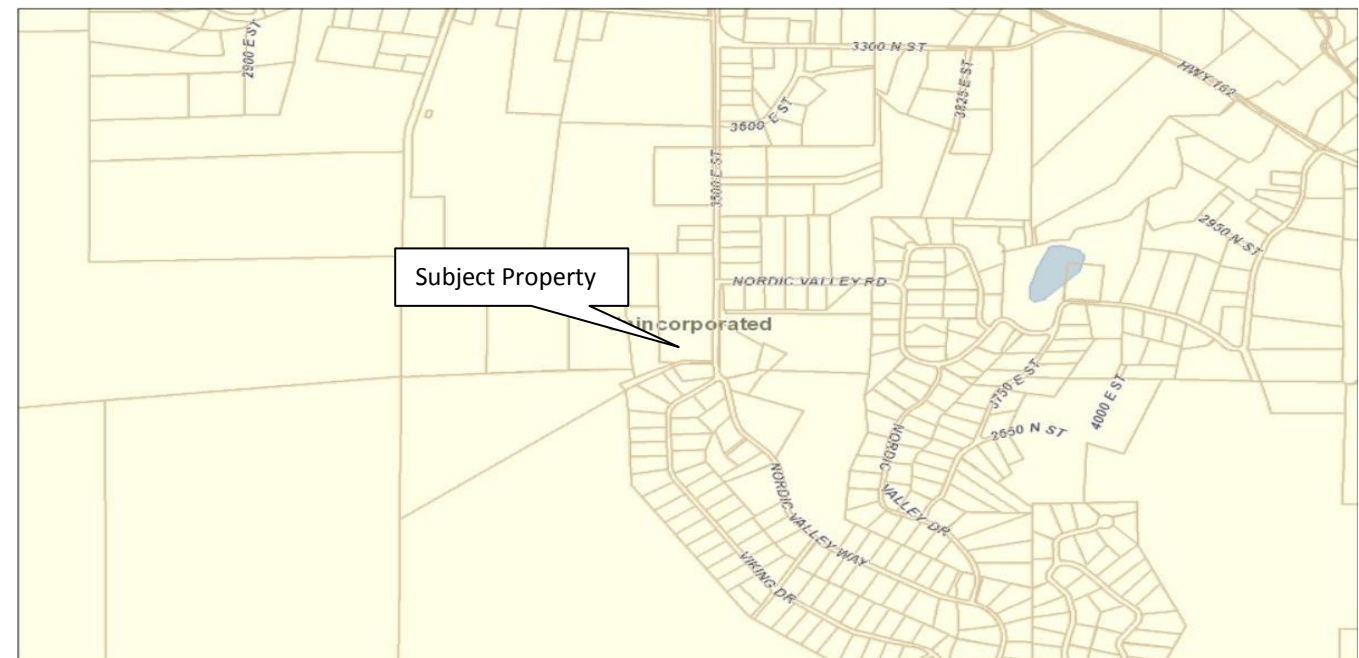 2900 E ST
3300 N ST
HWY 162
3825 E ST
3600 E ST
3500 E ST
2950 N ST
Subject Property
NORDIC VALLEY RD
incorporated
3750 E ST
4000 E ST
2650 N ST
NORDIC
VALLEY DR
NORDIC VALLEY WAY
VIKING DR